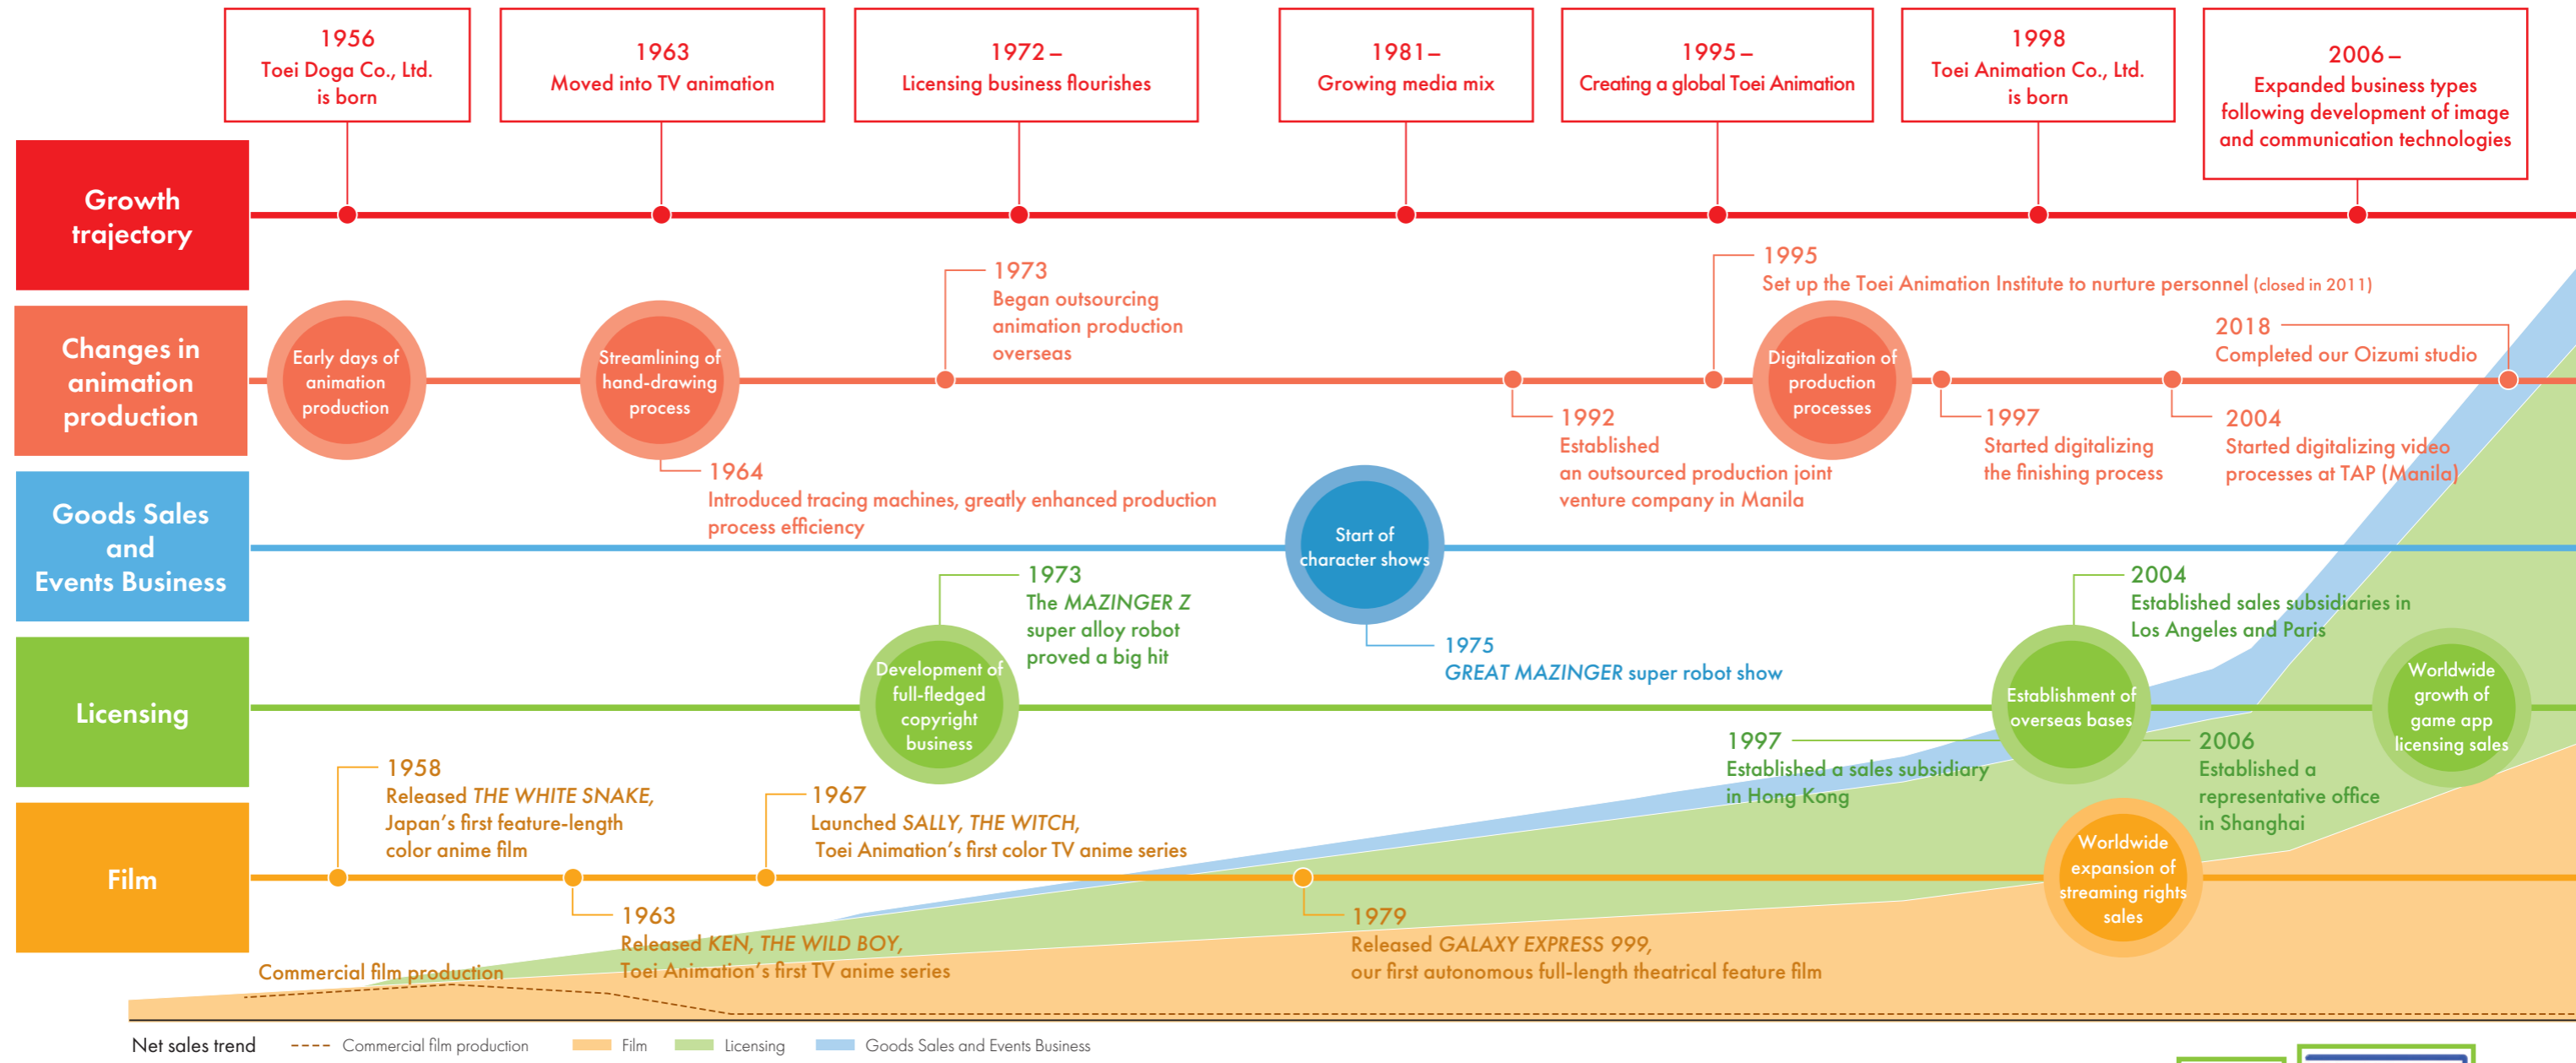 1956
Toei Doga Co., Ltd.
is born
1963
Moved into TV animation
1972 –
Licensing business flourishes
1981 –
Growing media mix
1995 –
Creating a global Toei Animation
1998
Toei Animation Co., Ltd.
is born
2006 –
Expanded business types
following development of image
and communication technologies
Growth
trajectory
Changes in
animation
production
Early days of
animation
production
Streamlining of
hand-drawing
process
1964
Introduced tracing machines, greatly enhanced production
process efficiency
1973
Began outsourcing
animation production
overseas
1992
Established
an outsourced production joint
venture company in Manila
1995
Set up the Toei Animation Institute to nurture personnel (closed in 2011)
Digitalization of
production
processes
1997
Started digitalizing
the finishing process
2004
Started digitalizing video
processes at TAP (Manila)
2018
Completed our Oizumi studio
Goods Sales
and
Events Business
Start of
character shows
1975
GREAT MAZINGER super robot show
Licensing
Development of
full-fledged
copyright
business
1973
The MAZINGER Z
super alloy robot
proved a big hit
1997
Established a sales subsidiary
in Hong Kong
Establishment of
overseas bases
2004
Established sales subsidiaries in
Los Angeles and Paris
2006
Established a
representative office
in Shanghai
Worldwide
growth of
game app
licensing sales
Film
1958
Released THE WHITE SNAKE,
Japan's first feature-length
color anime film
1963
Released KEN, THE WILD BOY,
Toei Animation's first TV anime series
1967
Launched SALLY, THE WITCH,
Toei Animation's first color TV anime series
1979
Released GALAXY EXPRESS 999,
our first autonomous full-length theatrical feature film
Worldwide
expansion of
streaming rights
sales
Commercial film production
Net sales trend
Commercial film production
Film
Licensing
Goods Sales and Events Business